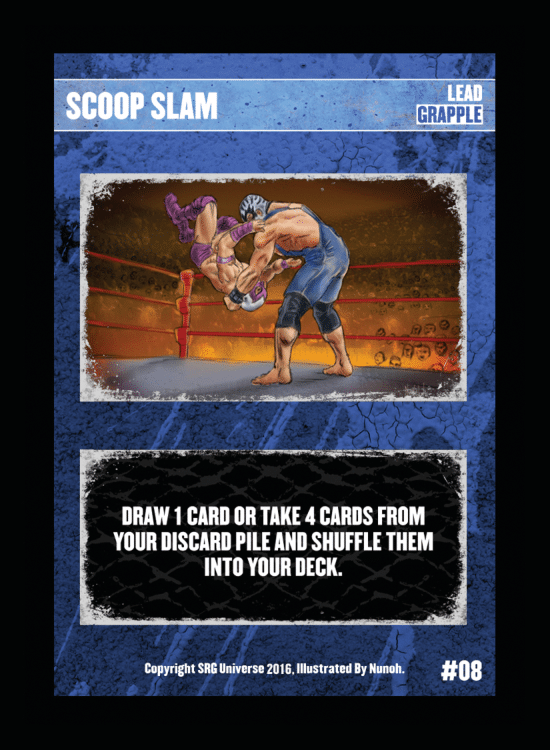 SCOOP SLAM
LEAD
GRAPPLE
DRAW 1 CARD OR TAKE 4 CARDS FROM
YOUR DISCARD PILE AND SHUFFLE THEM
INTO YOUR DECK.
Copyright SRG Universe 2016, Illustrated By Nunoh.
#08